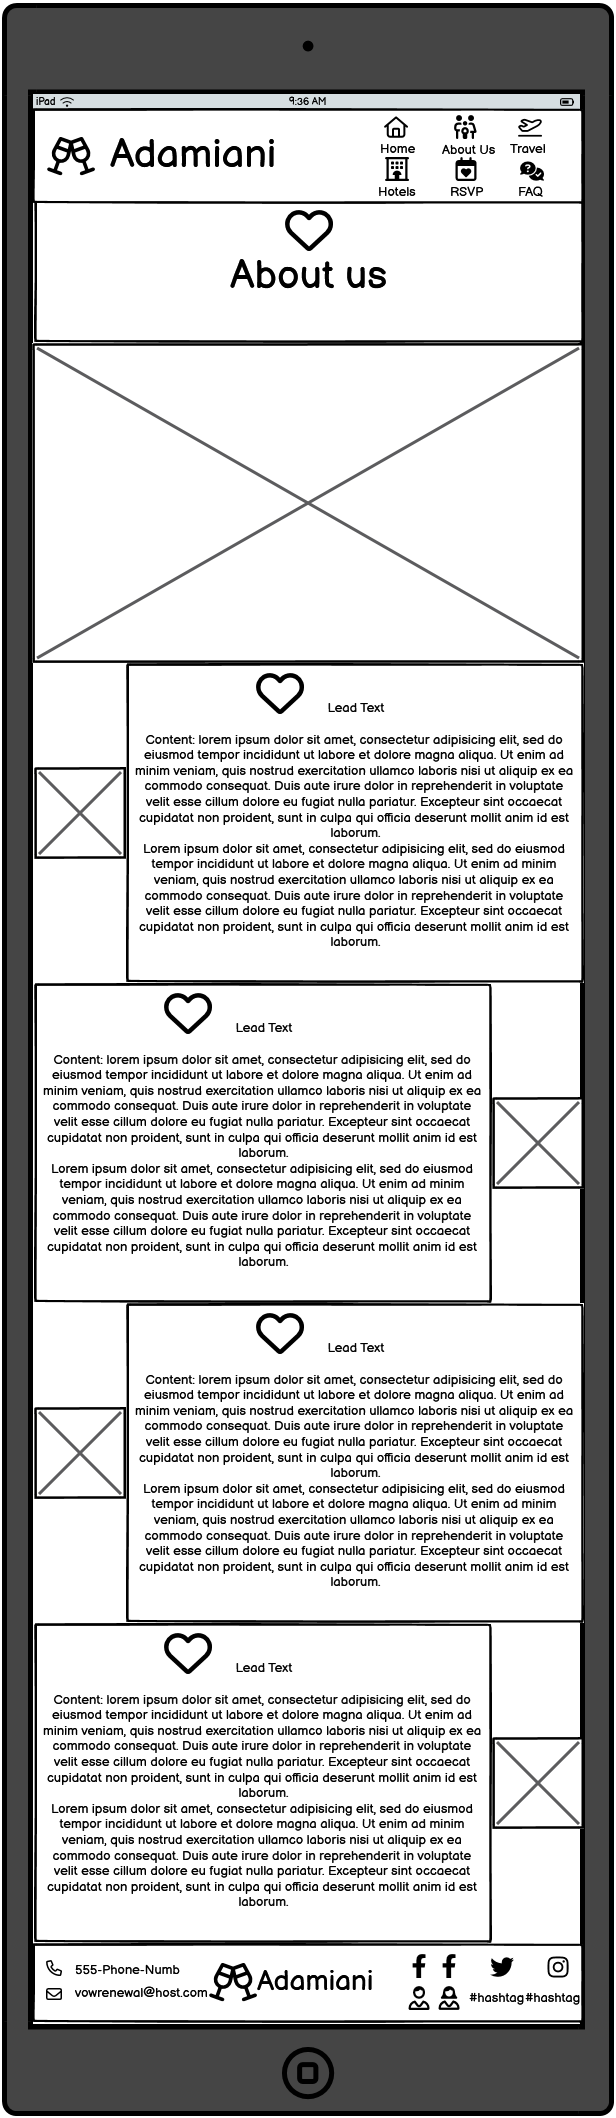 iPad 9:36 AM
Adamiani
Home About Us Travel
Hotels RSVP FAQ
About us
Lead Text
Content: lorem ipsum dolor sit amet, consectetur adipisicing elit, sed do
eiusmod tempor incididunt ut labore et dolore magna aliqua. Ut enim ad
minim veniam, quis nostrud exercitation ullamco laboris nisi ut aliquip ex ea
commodo consequat. Duis aute irure dolor in reprehenderit in voluptate
velit esse cillum dolore eu fugiat nulla pariatur. Excepteur sint occaecat
cupidatat non proident, sunt in culpa qui officia deserunt mollit anim id est
laborum.
Lorem ipsum dolor sit amet, consectetur adipisicing elit, sed do eiusmod
tempor incididunt ut labore et dolore magna aliqua. Ut enim ad minim
veniam, quis nostrud exercitation ullamco laboris nisi ut aliquip ex ea
commodo consequat. Duis aute irure dolor in reprehenderit in voluptate
velit esse cillum dolore eu fugiat nulla pariatur. Excepteur sint occaecat
cupidatat non proident, sunt in culpa qui officia deserunt mollit anim id est
laborum.
Lead Text
Content: lorem ipsum dolor sit amet, consectetur adipisicing elit, sed do
eiusmod tempor incididunt ut labore et dolore magna aliqua. Ut enim ad
minim veniam, quis nostrud exercitation ullamco laboris nisi ut aliquip ex ea
commodo consequat. Duis aute irure dolor in reprehenderit in voluptate
velit esse cillum dolore eu fugiat nulla pariatur. Excepteur sint occaecat
cupidatat non proident, sunt in culpa qui officia deserunt mollit anim id est
laborum.
Lorem ipsum dolor sit amet, consectetur adipisicing elit, sed do eiusmod
tempor incididunt ut labore et dolore magna aliqua. Ut enim ad minim
veniam, quis nostrud exercitation ullamco laboris nisi ut aliquip ex ea
commodo consequat. Duis aute irure dolor in reprehenderit in voluptate
velit esse cillum dolore eu fugiat nulla pariatur. Excepteur sint occaecat
cupidatat non proident, sunt in culpa qui officia deserunt mollit anim id est
laborum.
Lead Text
Content: lorem ipsum dolor sit amet, consectetur adipisicing elit, sed do
eiusmod tempor incididunt ut labore et dolore magna aliqua. Ut enim ad
minim veniam, quis nostrud exercitation ullamco laboris nisi ut aliquip ex ea
commodo consequat. Duis aute irure dolor in reprehenderit in voluptate
velit esse cillum dolore eu fugiat nulla pariatur. Excepteur sint occaecat
cupidatat non proident, sunt in culpa qui officia deserunt mollit anim id est
laborum.
Lorem ipsum dolor sit amet, consectetur adipisicing elit, sed do eiusmod
tempor incididunt ut labore et dolore magna aliqua. Ut enim ad minim
veniam, quis nostrud exercitation ullamco laboris nisi ut aliquip ex ea
commodo consequat. Duis aute irure dolor in reprehenderit in voluptate
velit esse cillum dolore eu fugiat nulla pariatur. Excepteur sint occaecat
cupidatat non proident, sunt in culpa qui officia deserunt mollit anim id est
laborum.
Lead Text
Content: lorem ipsum dolor sit amet, consectetur adipisicing elit, sed do
eiusmod tempor incididunt ut labore et dolore magna aliqua. Ut enim ad
minim veniam, quis nostrud exercitation ullamco laboris nisi ut aliquip ex ea
commodo consequat. Duis aute irure dolor in reprehenderit in voluptate
velit esse cillum dolore eu fugiat nulla pariatur. Excepteur sint occaecat
cupidatat non proident, sunt in culpa qui officia deserunt mollit anim id est
laborum.
Lorem ipsum dolor sit amet, consectetur adipisicing elit, sed do eiusmod
tempor incididunt ut labore et dolore magna aliqua. Ut enim ad minim
veniam, quis nostrud exercitation ullamco laboris nisi ut aliquip ex ea
commodo consequat. Duis aute irure dolor in reprehenderit in voluptate
velit esse cillum dolore eu fugiat nulla pariatur. Excepteur sint occaecat
cupidatat non proident, sunt in culpa qui officia deserunt mollit anim id est
laborum.
555-Phone-Numb
vowrenewal@host.com
Adamiani
#hashtag #hashtag